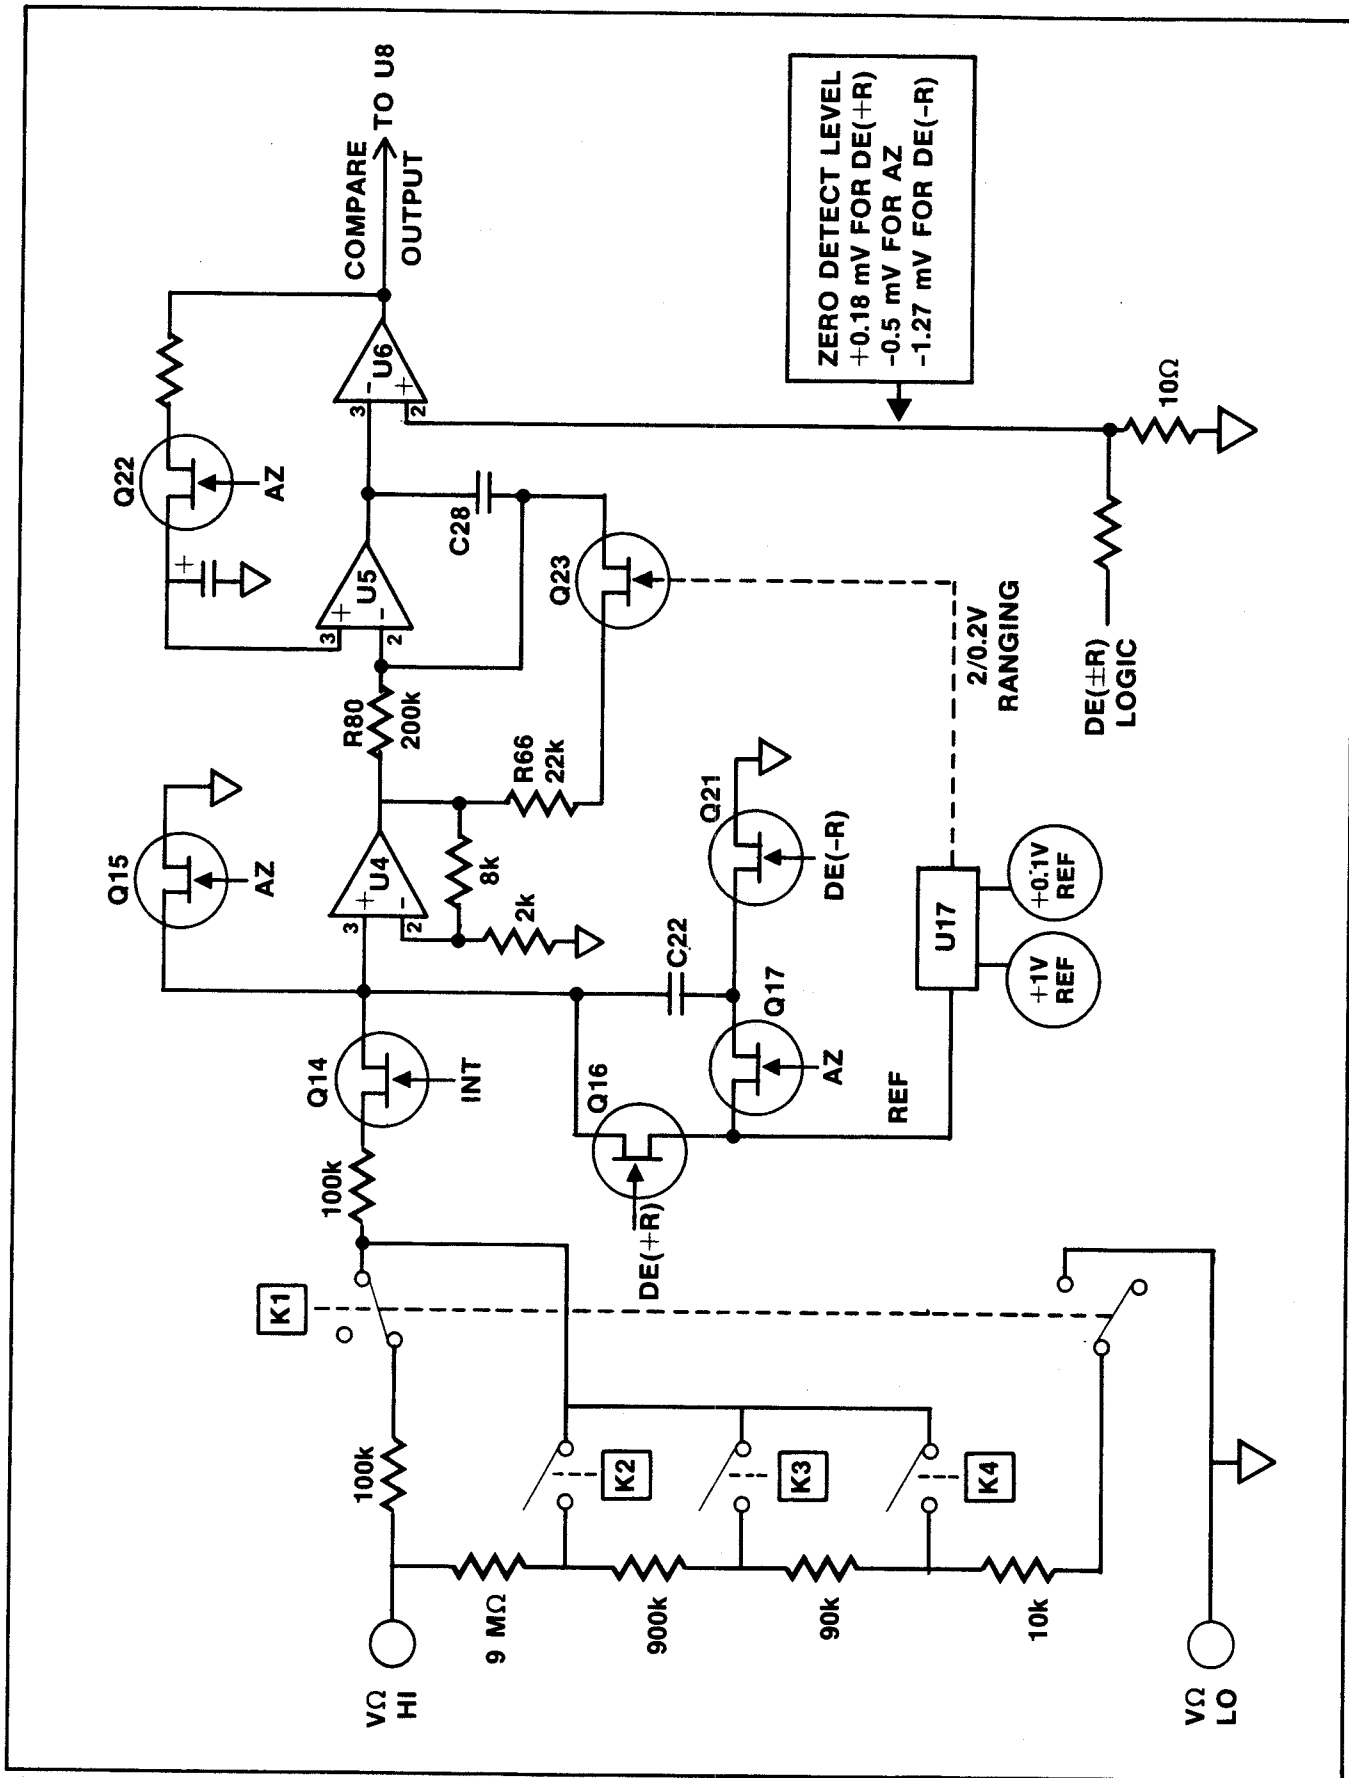 VΩ
HI
VΩ
LO
9 MΩ
900k
90k
10k
100k
K1
K2
K3
K4
100k
Q14
INT
Q15
AZ
DE(+R)
Q16
C22
Q17
AZ
REF
Q21
DE(-R)
U17
+1V
REF
+0.1V
REF
3
+
U4
2
-
8k
2k
R80
200k
R66
22k
3
+
U5
2
-
C28
Q22
AZ
+
Q23
2/0.2V
RANGING
3
-
U6
2
+
COMPARE
OUTPUT
TO U8
ZERO DETECT LEVEL
+0.18 mV FOR DE(+R)
-0.5 mV FOR AZ
-1.27 mV FOR DE(-R)
DE(±R)
LOGIC
10Ω